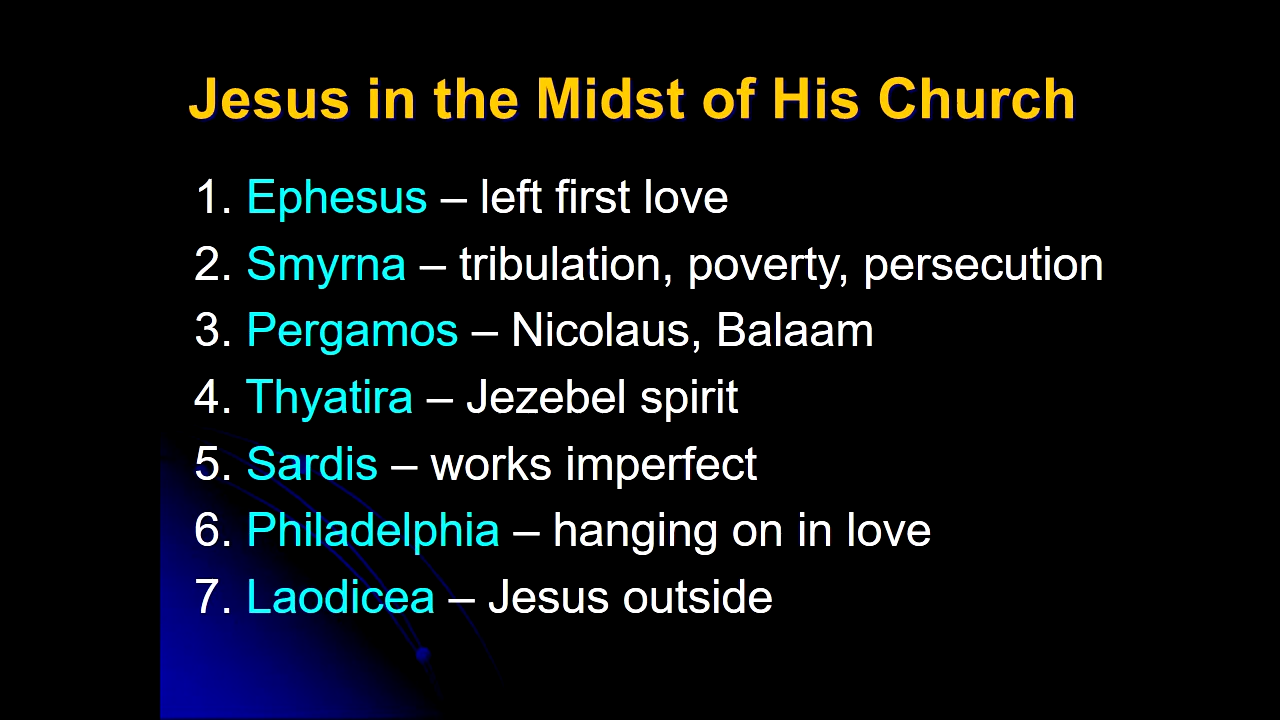 Jesus in the Midst of His Church
1. Ephesus – left first love
2. Smyrna – tribulation, poverty, persecution
3. Pergamos – Nicolaus, Balaam
4. Thyatira – Jezebel spirit
5. Sardis – works imperfect
6. Philadelphia – hanging on in love
7. Laodicea – Jesus outside